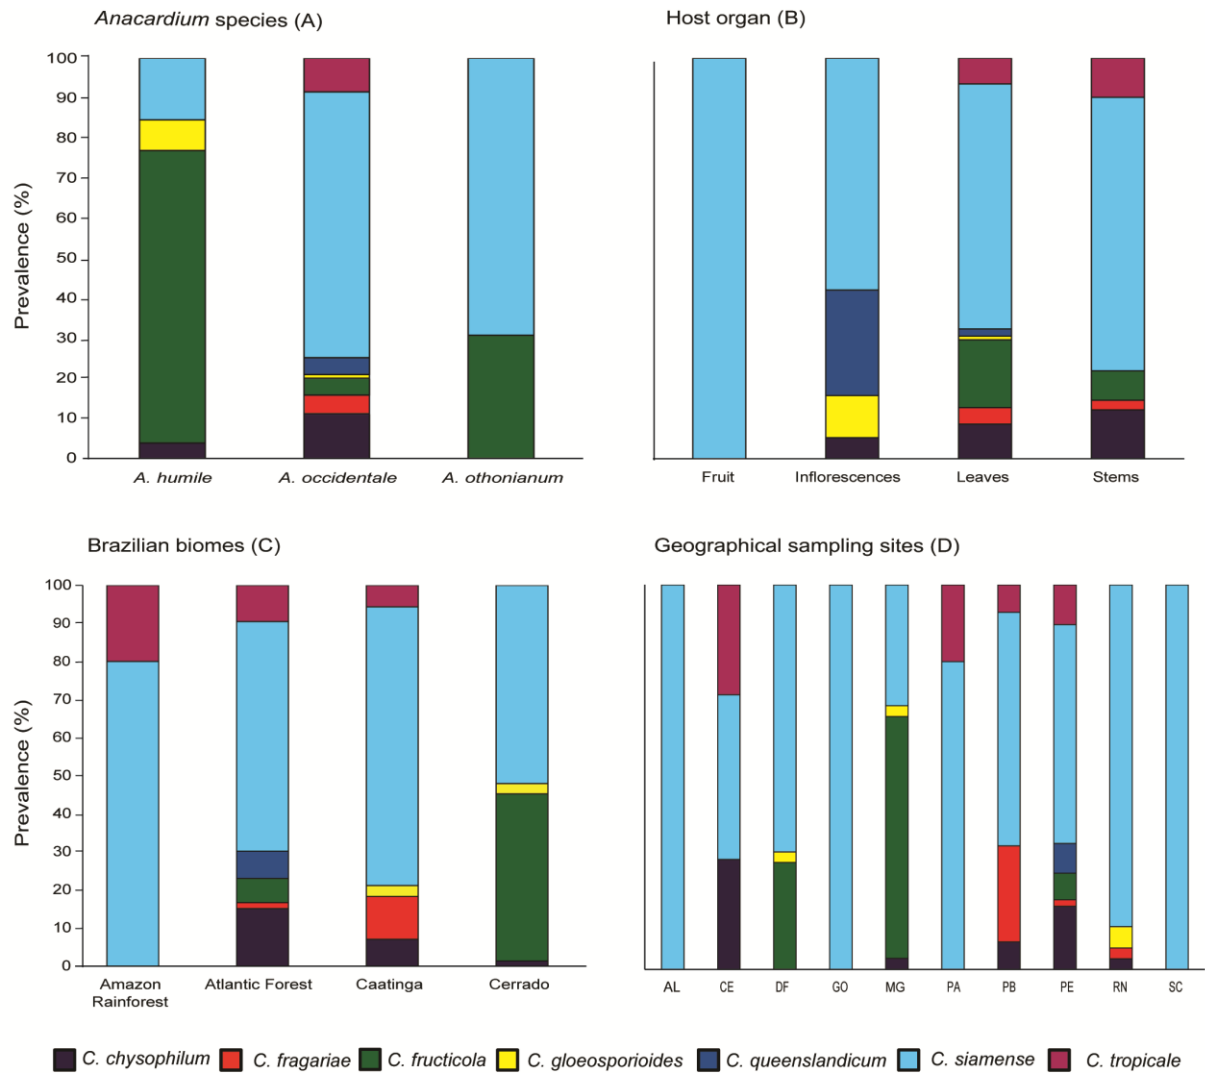 Anacardium species (A)
Prevalence (%)
100
90
80
70
60
50
40
30
20
10
0
A. humile
A. occidentale
A. othonianum
Host organ (B)
Fruit
Inflorescences
Leaves
Stems
Brazilian biomes (C)
Prevalence (%)
100
90
80
70
60
50
40
30
20
10
0
Amazon
Rainforest
Atlantic Forest
Caatinga
Cerrado
Geographical sampling sites (D)
AL
CE
DF
GO
MG
PA
PB
PE
RN
SC
C. chysophilum
C. fragariae
C. fructicola
C. gloeosporioides
C. queenslandicum
C. siamense
C. tropicale